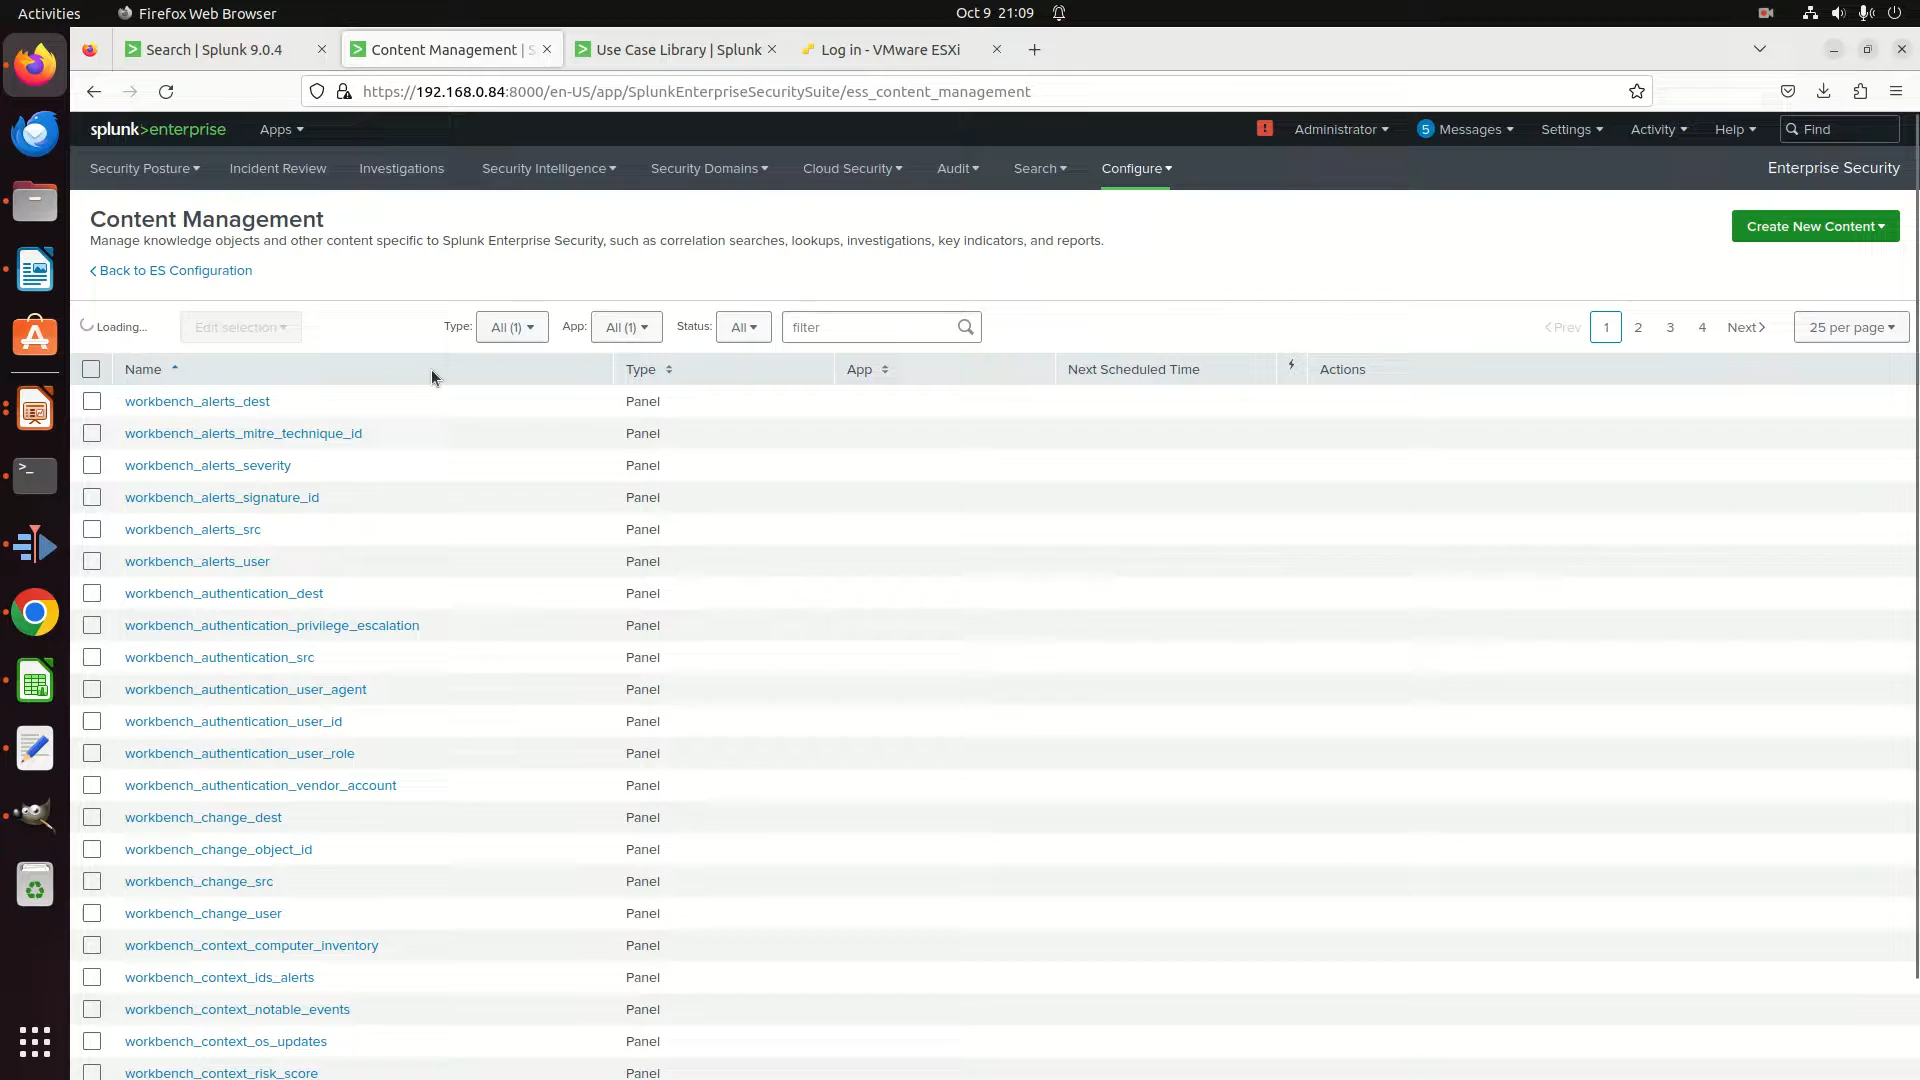 Activities
Firefox Web Browser
Oct 9 21:09
Search | Splunk 9.0.4
Content Management | S
Use Case Library | Splunk
Log in - VMware ESXi
https://192.168.0.84:8000/en-US/app/SplunkEnterpriseSecuritySuite/ess_content_management
splunk>enterprise
Apps
!
Administrator
5 Messages
Settings
Activity
Help
Find
Security Posture
Incident Review
Investigations
Security Intelligence
Security Domains
Cloud Security
Audit
Search
Configure
Enterprise Security
Content Management
Manage knowledge objects and other content specific to Splunk Enterprise Security, such as correlation searches, lookups, investigations, key indicators, and reports.
Create New Content
Back to ES Configuration
Loading...
Edit selection
Type: All (1)
App: All (1)
Status: All
filter
Prev
1
2
3
4
Next
25 per page
Name
Type
App
Next Scheduled Time
Actions
workbench_alerts_dest Panel
workbench_alerts_mitre_technique_id Panel
workbench_alerts_severity Panel
workbench_alerts_signature_id Panel
workbench_alerts_src Panel
workbench_alerts_user Panel
workbench_authentication_dest Panel
workbench_authentication_privilege_escalation Panel
workbench_authentication_src Panel
workbench_authentication_user_agent Panel
workbench_authentication_user_id Panel
workbench_authentication_user_role Panel
workbench_authentication_vendor_account Panel
workbench_change_dest Panel
workbench_change_object_id Panel
workbench_change_src Panel
workbench_change_user Panel
workbench_context_computer_inventory Panel
workbench_context_ids_alerts Panel
workbench_context_notable_events Panel
workbench_context_os_updates Panel
workbench_context_risk_score Panel